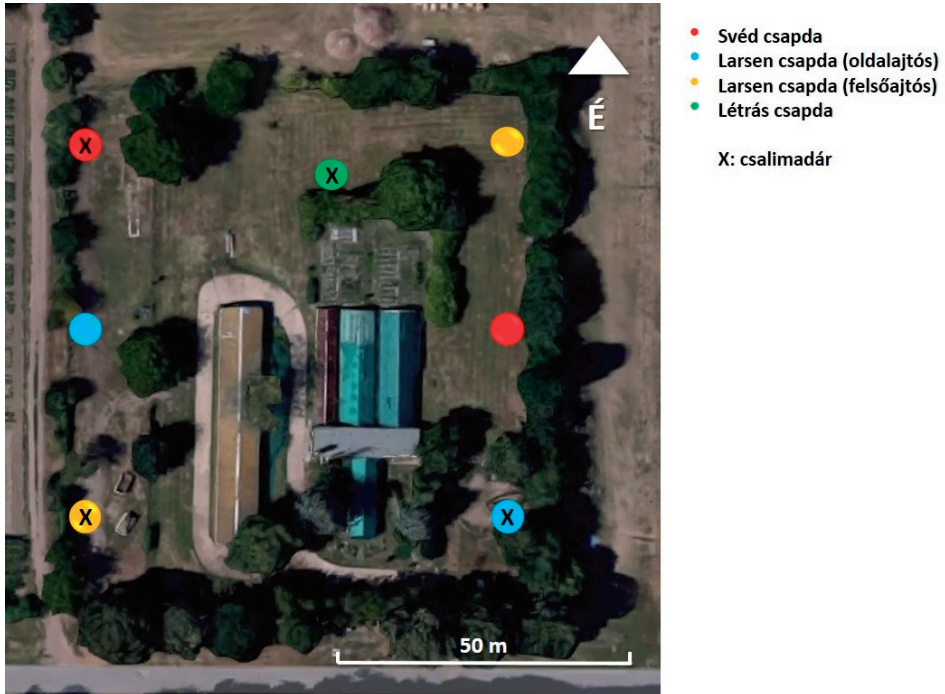 Svéd csapda
Larsen csapda (oldalajtós)
Larsen csapda (felsőajtós)
Létrás csapda
X: csalimadár
É
X
X
X
X
50 m